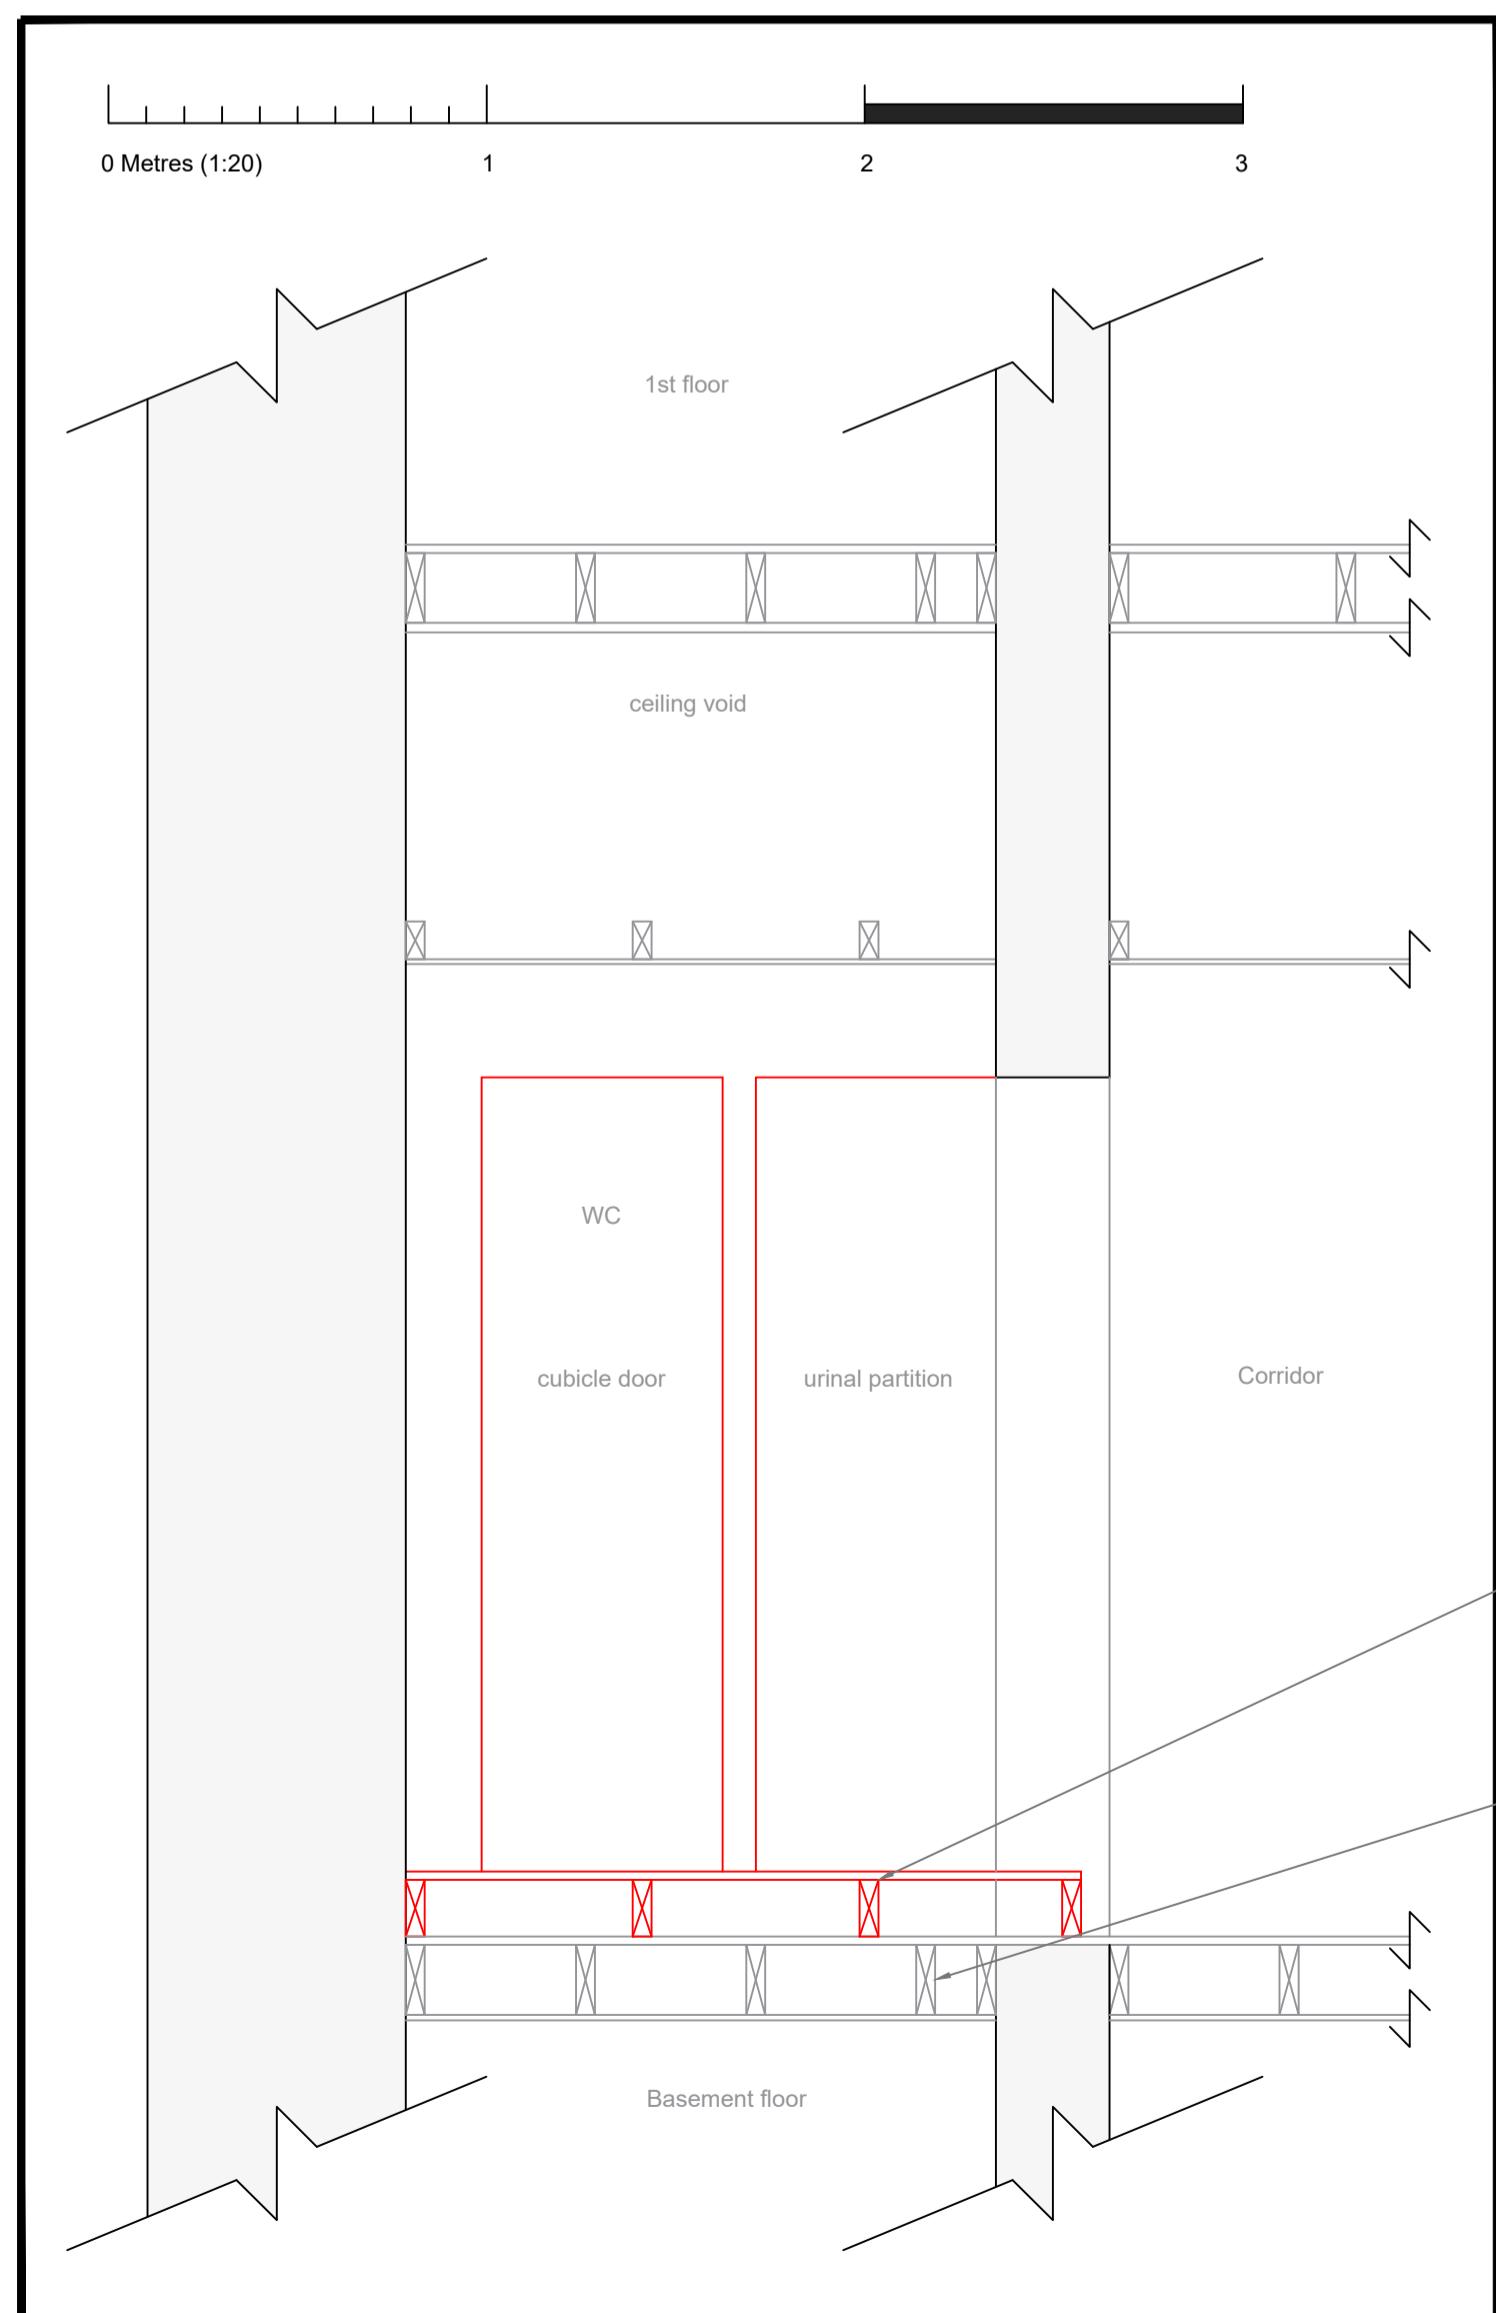 0 Metres (1:20) 1 2 3
1st floor
ceiling void
WC
cubicle door urinal partition Corridor
Basement floor